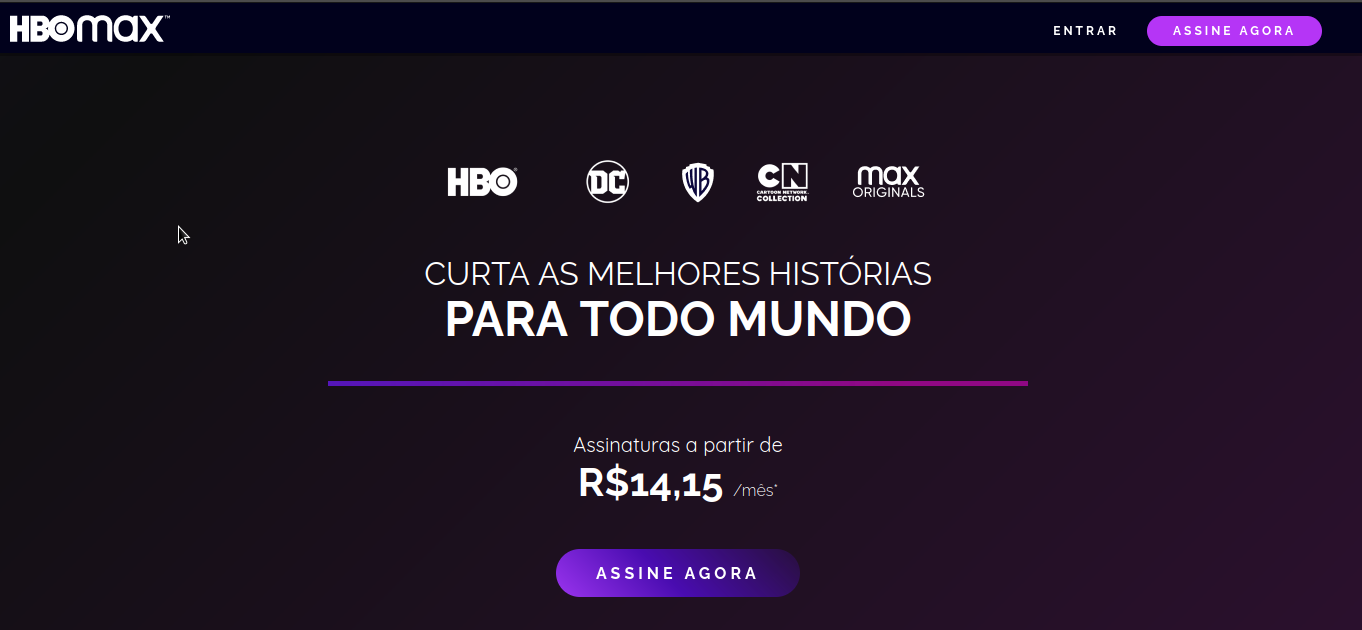 HBOmax™
ENTRAR
ASSINE AGORA
HBO®
DC
WB
CN
CARTOON NETWORK
COLLECTION
max
ORIGINALS
CURTA AS MELHORES HISTÓRIAS
PARA TODO MUNDO
Assinaturas a partir de
R$14,15 /mês*
ASSINE AGORA